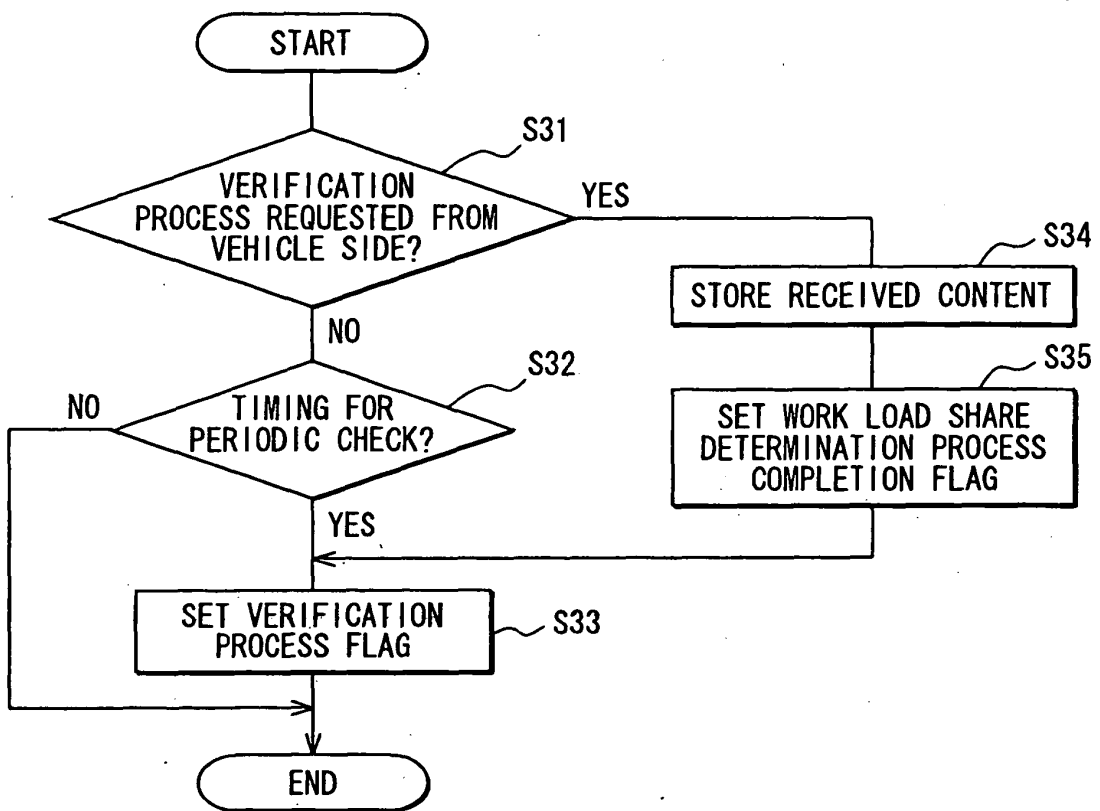 START
S31
VERIFICATION
PROCESS REQUESTED FROM
VEHICLE SIDE?
YES
S34
STORE RECEIVED CONTENT
NO
S32
S35
NO
TIMING FOR
PERIODIC CHECK?
SET WORK LOAD SHARE
DETERMINATION PROCESS
COMPLETION FLAG
YES
SET VERIFICATION
PROCESS FLAG
S33
END